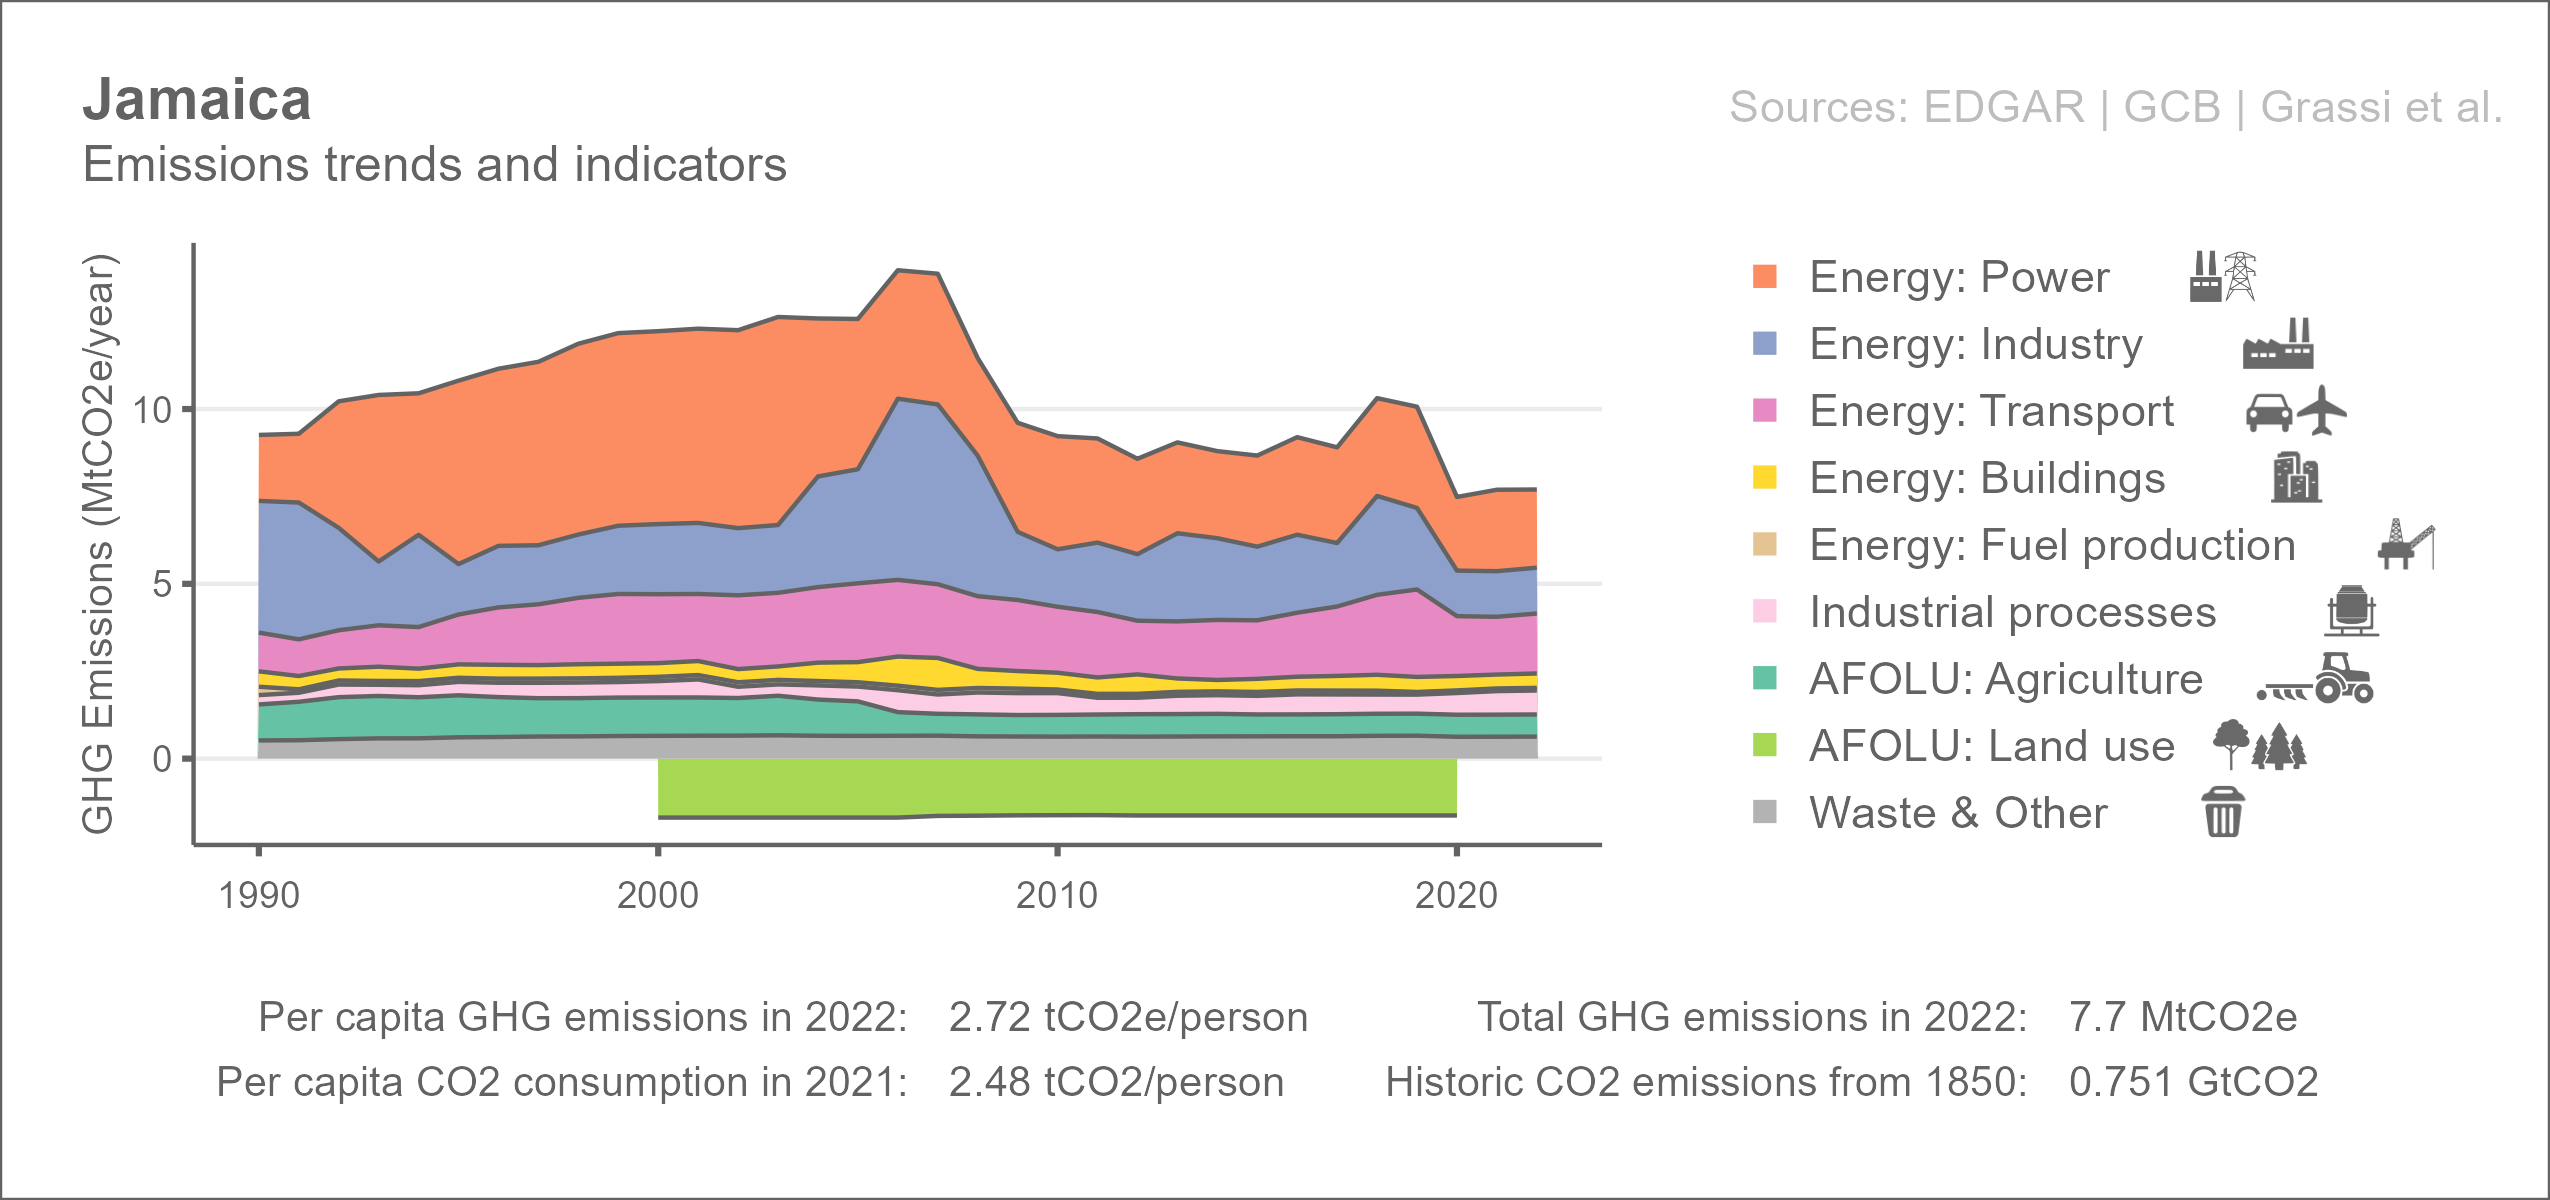 Jamaica
Sources: EDGAR | GCB | Grassi et al.
Emissions trends and indicators
GHG Emissions (MtCO2e/year)
10
5
0
1990
2000
2010
2020
Energy: Power
Energy: Industry
Energy: Transport
Energy: Buildings
Energy: Fuel production
Industrial processes
AFOLU: Agriculture
AFOLU: Land use
Waste & Other
Per capita GHG emissions in 2022: 2.72 tCO2e/person
Total GHG emissions in 2022: 7.7 MtCO2e
Per capita CO2 consumption in 2021: 2.48 tCO2/person
Historic CO2 emissions from 1850: 0.751 GtCO2